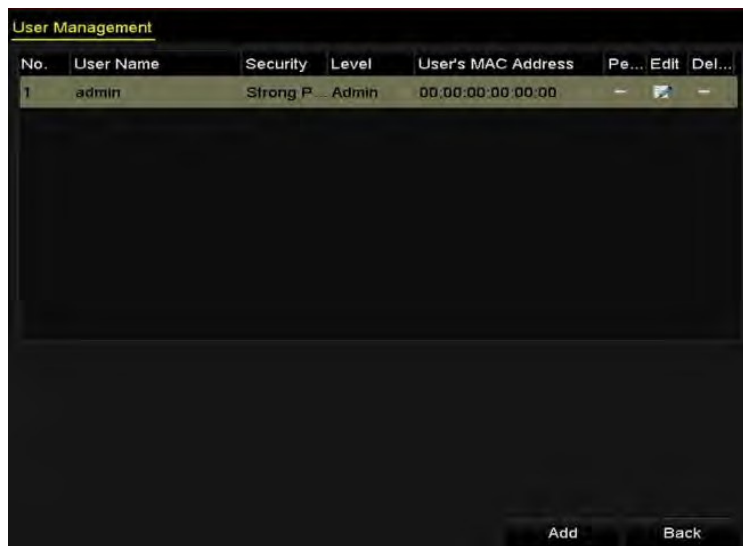 User Management
No. User Name Security Level User's MAC Address Pe... Edit Del...
1 admin Strong P... Admin 00:00:00:00:00:00 — —
Add Back